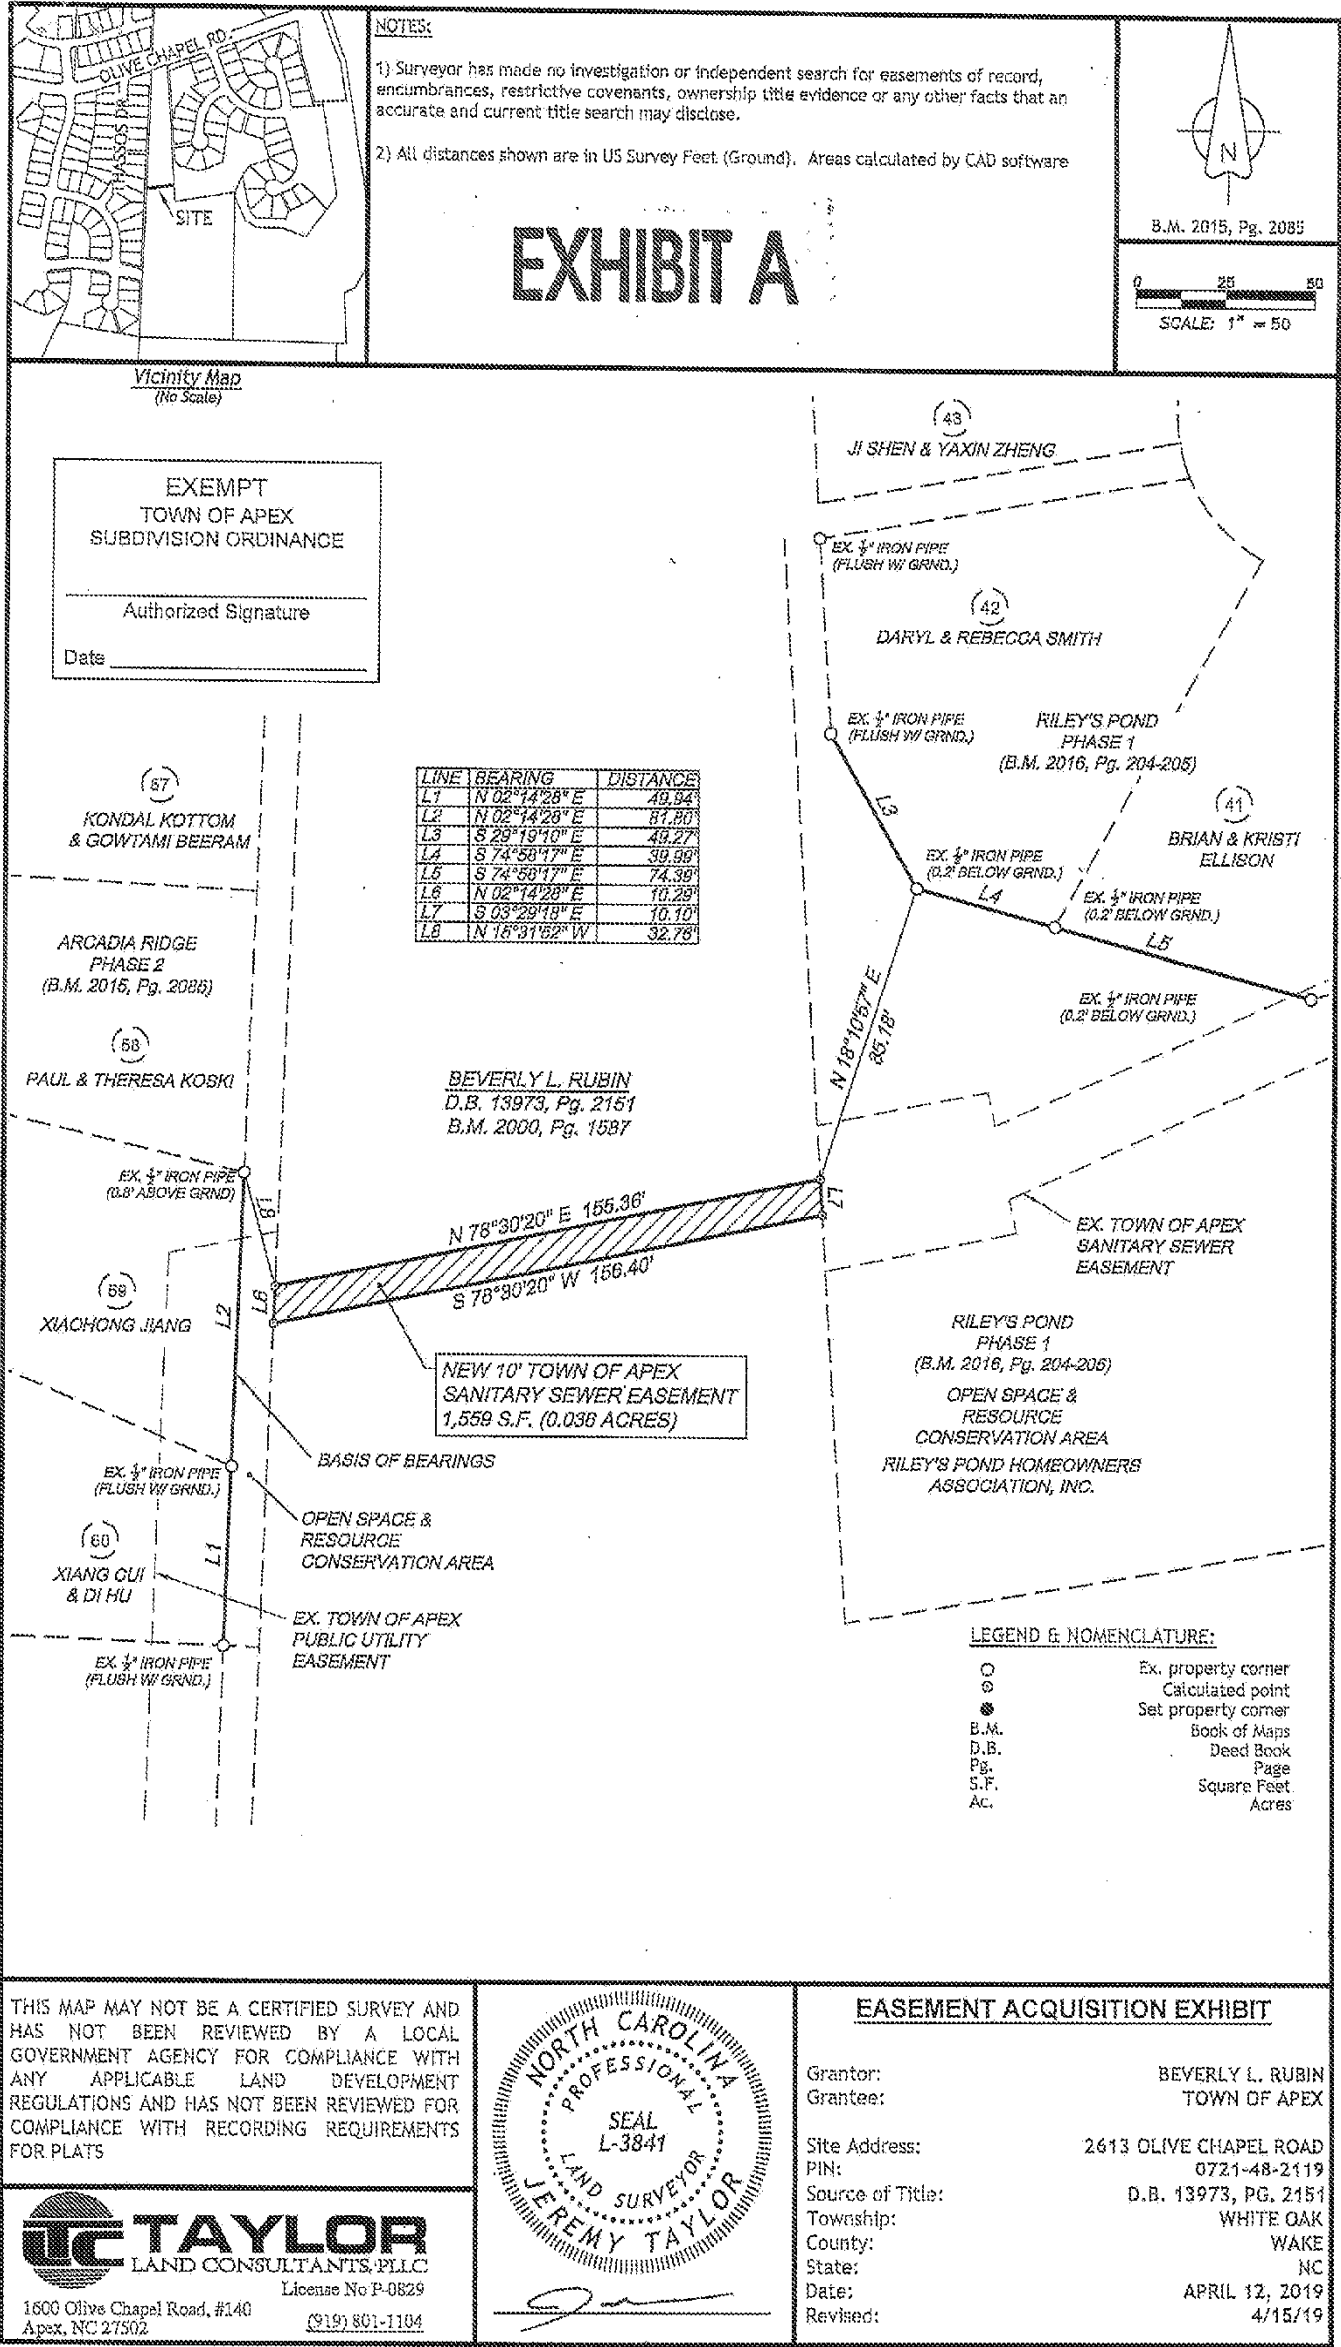 OLIVE CHAPEL RD.
THASSOS DR.
SITE
Vicinity Map
(No Scale)
NOTES:
1) Surveyor has made no investigation or independent search for easements of record,
encumbrances, restrictive covenants, ownership title evidence or any other facts that an
accurate and current title search may disclose.
2) All distances shown are in US Survey Feet (Ground). Areas calculated by CAD software
EXHIBIT A
N
B.M. 2015, Pg. 2085
0 25 50
SCALE: 1" = 50
EXEMPT
TOWN OF APEX
SUBDIVISION ORDINANCE
Authorized Signature
Date
43
JI SHEN & YAXIN ZHENG
EX. ½" IRON PIPE
(FLUSH W/ GRND.)
42
DARYL & REBECCA SMITH
EX. ½" IRON PIPE
(FLUSH W/ GRND.)
RILEY'S POND
PHASE 1
(B.M. 2016, Pg. 204-205)
41
BRIAN & KRISTI
ELLISON
L3
EX. ½" IRON PIPE
(0.2' BELOW GRND.)
L4
EX. ½" IRON PIPE
(0.2' BELOW GRND.)
L5
EX. ½" IRON PIPE
(0.2' BELOW GRND.)
57
KONDAL KOTTOM
& GOWTAMI BEERAM
LINE BEARING DISTANCE
L1 N 02°14'28" E 49.94'
L2 N 02°14'28" E 81.80'
L3 S 29°19'10" E 49.27'
L4 S 74°56'17" E 39.99'
L5 S 74°56'17" E 74.39'
L6 N 02°14'28" E 10.29'
L7 S 03°29'18" E 10.10'
L8 N 15°31'52" W 32.76'
ARCADIA RIDGE
PHASE 2
(B.M. 2015, Pg. 2086)
58
PAUL & THERESA KOSKI
BEVERLY L. RUBIN
D.B. 13973, Pg. 2151
B.M. 2000, Pg. 1587
N 18°10'57" E
85.18'
EX. ½" IRON PIPE
(0.8' ABOVE GRND)
L8
N 78°30'20" E 155.36'
S 78°30'20" W 156.40'
L7
L6
L2
EX. TOWN OF APEX
SANITARY SEWER
EASEMENT
59
XIAOHONG JIANG
NEW 10' TOWN OF APEX
SANITARY SEWER EASEMENT
1,559 S.F. (0.036 ACRES)
RILEY'S POND
PHASE 1
(B.M. 2016, Pg. 204-205)
OPEN SPACE &
RESOURCE
CONSERVATION AREA
RILEY'S POND HOMEOWNERS
ASSOCIATION, INC.
BASIS OF BEARINGS
EX. ½" IRON PIPE
(FLUSH W/ GRND.)
OPEN SPACE &
RESOURCE
CONSERVATION AREA
60
XIANG CUI
& DI HU
L1
EX. TOWN OF APEX
PUBLIC UTILITY
EASEMENT
EX. ½" IRON PIPE
(FLUSH W/ GRND.)
LEGEND & NOMENCLATURE:
Ex. property corner
Calculated point
Set property corner
B.M. Book of Maps
D.B. Deed Book
Pg. Page
S.F. Square Feet
Ac. Acres
THIS MAP MAY NOT BE A CERTIFIED SURVEY AND
HAS NOT BEEN REVIEWED BY A LOCAL
GOVERNMENT AGENCY FOR COMPLIANCE WITH
ANY APPLICABLE LAND DEVELOPMENT
REGULATIONS AND HAS NOT BEEN REVIEWED FOR
COMPLIANCE WITH RECORDING REQUIREMENTS
FOR PLATS
TLC TAYLOR
LAND CONSULTANTS, PLLC
License No P-0829
1600 Olive Chapel Road, #140
Apex, NC 27502
(919) 801-1104
NORTH CAROLINA
PROFESSIONAL
SEAL
L-3841
LAND SURVEYOR
JEREMY TAYLOR
EASEMENT ACQUISITION EXHIBIT
Grantor: BEVERLY L. RUBIN
Grantee: TOWN OF APEX
Site Address: 2613 OLIVE CHAPEL ROAD
PIN: 0721-48-2119
Source of Title: D.B. 13973, PG. 2151
Township: WHITE OAK
County: WAKE
State: NC
Date: APRIL 12, 2019
Revised: 4/15/19